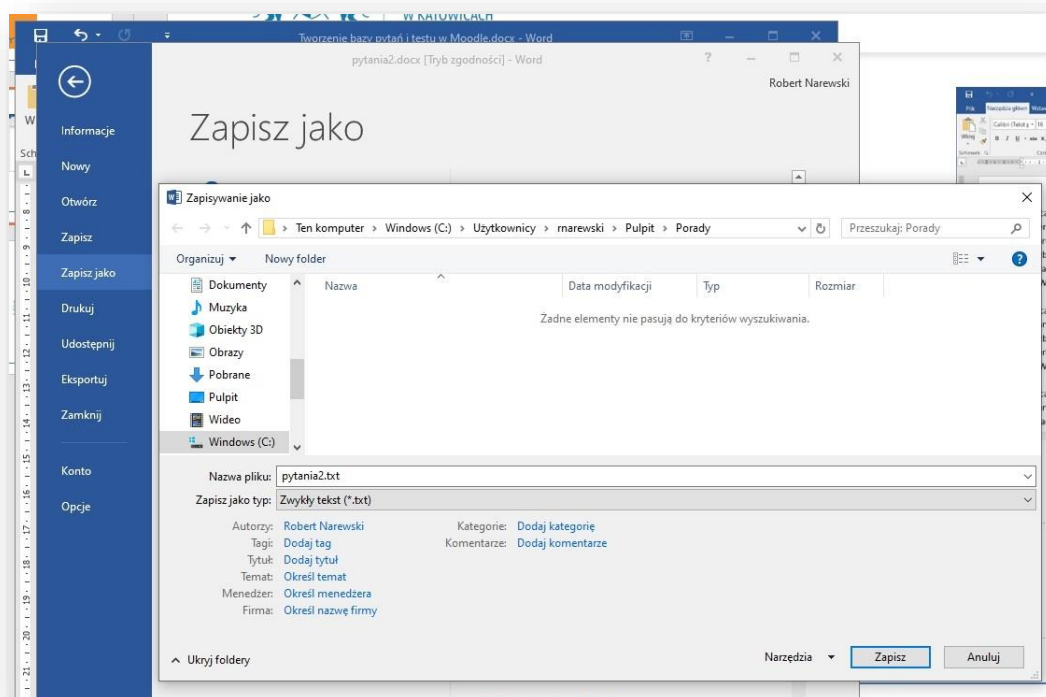 W KATOWICACH
Tworzenie bazy pytań i testu w Moodle.docx - Word
pytania2.docx [Tryb zgodności] - Word
?
Robert Narewski
Zapisz jako
Informacje
Nowy
Otwórz
Zapisz
Zapisz jako
Drukuj
Udostępnij
Eksportuj
Zamknij
Konto
Opcje
Zapisywanie jako
Ten komputer > Windows (C:) > Użytkownicy > rnarewski > Pulpit > Porady
Przeszukaj: Porady
Organizuj
Nowy folder
Dokumenty
Muzyka
Obiekty 3D
Obrazy
Pobrane
Pulpit
Wideo
Windows (C:)
Nazwa
Data modyfikacji
Typ
Rozmiar
Żadne elementy nie pasują do kryteriów wyszukiwania.
Nazwa pliku: pytania2.txt
Zapisz jako typ: Zwykły tekst (*.txt)
Autorzy: Robert Narewski
Tagi: Dodaj tag
Tytuł: Dodaj tytuł
Temat: Określ temat
Menedżer: Określ menedżera
Firma: Określ nazwę firmy
Kategorie: Dodaj kategorię
Komentarze: Dodaj komentarze
Ukryj foldery
Narzędzia
Zapisz
Anuluj